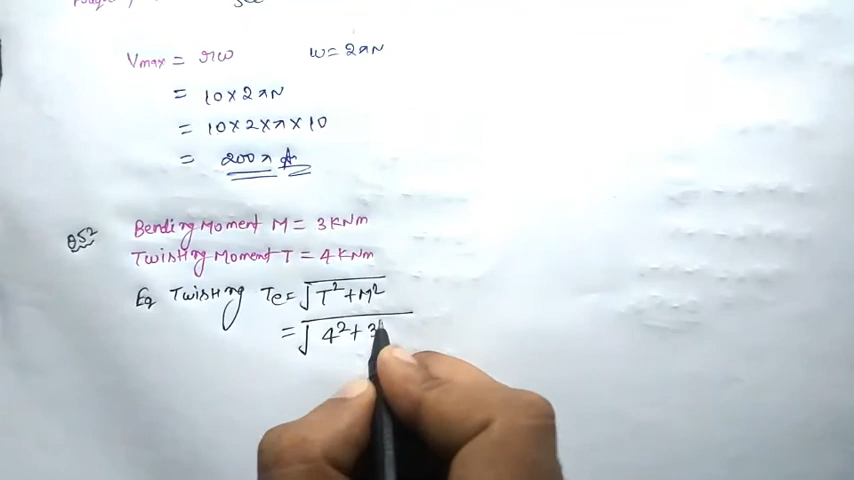 Vmax = rω    ω = 2πN
= 10×2πN
= 10×2×π×10
= 200π
Q52 Bending Moment M = 3 KNm
Twisting Moment T = 4 KNm
Eq Twisting Te = √T²+M²
= √4²+3